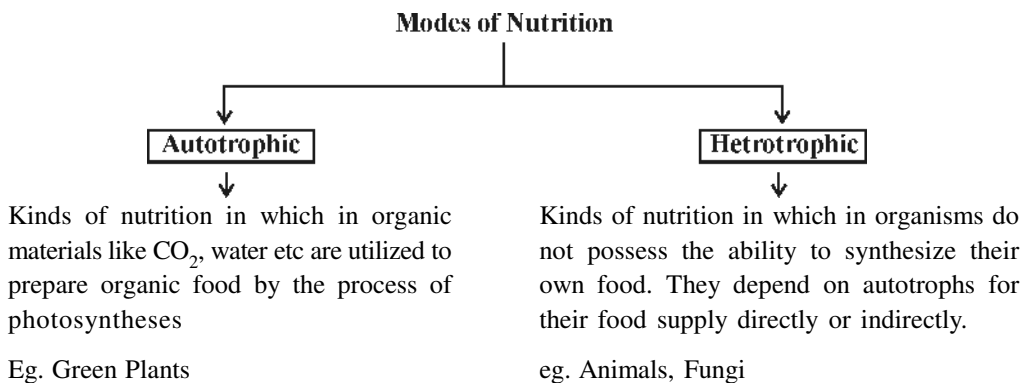 Modes of Nutrition
Autotrophic
Kinds of nutrition in which in organic
materials like CO₂, water etc are utilized to
prepare organic food by the process of
photosyntheses
Eg. Green Plants
Hetrotrophic
Kinds of nutrition in which in organisms do
not possess the ability to synthesize their
own food. They depend on autotrophs for
their food supply directly or indirectly.
eg. Animals, Fungi